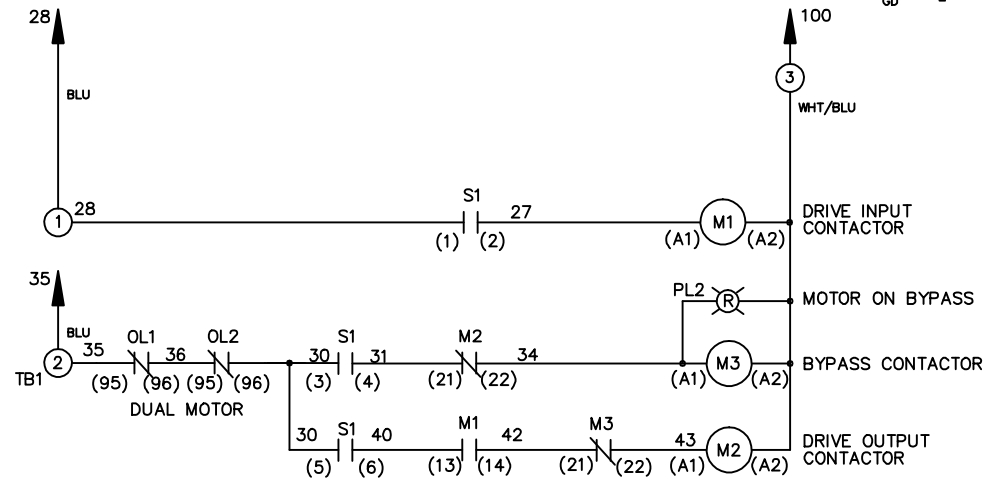 GD
28
100
3
BLU
WHT/BLU
S1
1 28 27 M1 DRIVE INPUT
(1) (2) (A1) (A2) CONTACTOR
35
PL2 R MOTOR ON BYPASS
BLU
35 OL1 36 OL2 30 S1 31 M2 34
2 M3 BYPASS CONTACTOR
TB1 (95) (96) (95) (96) (3) (4) (21) (22) (A1) (A2)
DUAL MOTOR
30 S1 40 M1 42 M3 43 M2 DRIVE OUTPUT
(5) (6) (13) (14) (21) (22) (A1) (A2) CONTACTOR